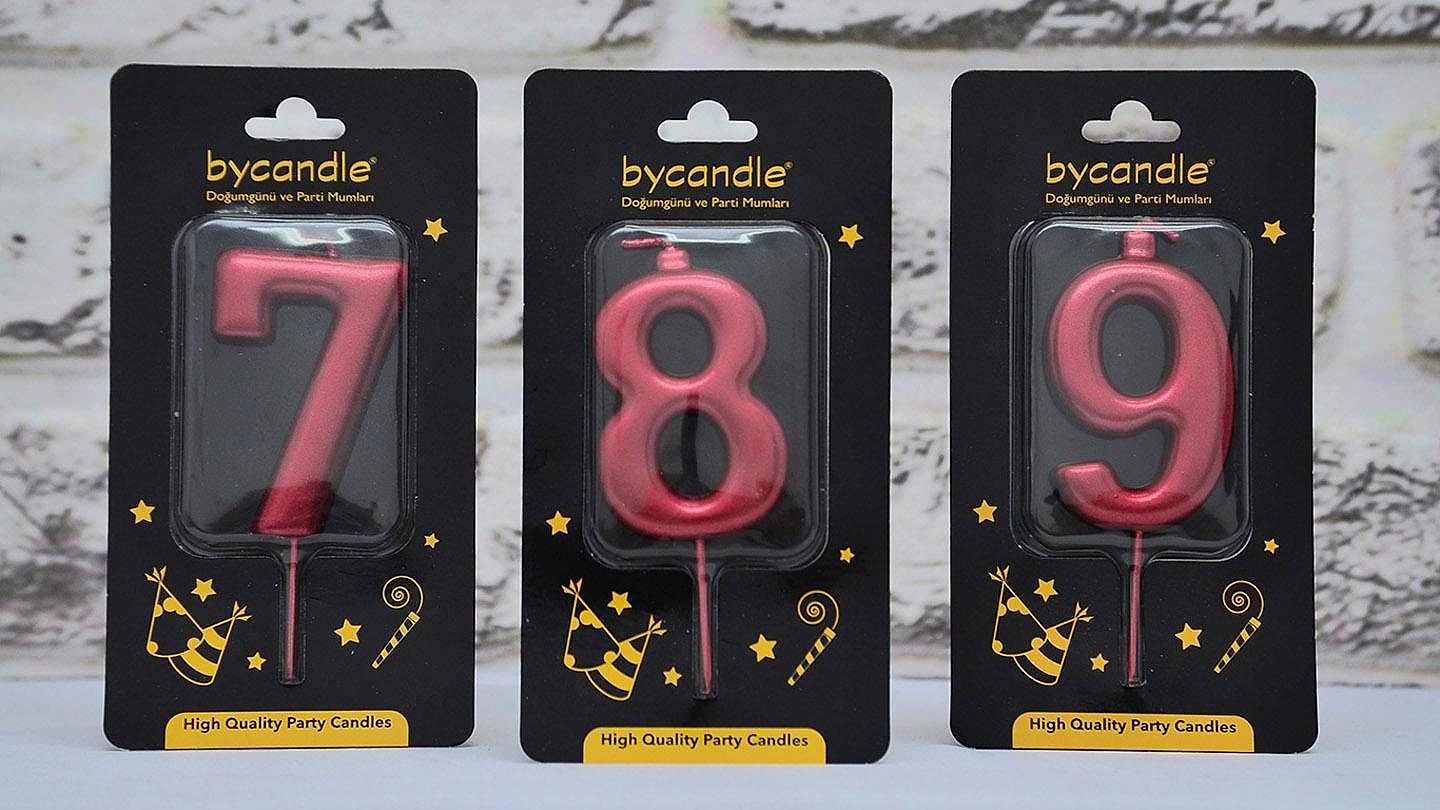 bycandle®
Doğumgünü ve Parti Mumları
7
High Quality Party Candles
bycandle®
Doğumgünü ve Parti Mumları
8
High Quality Party Candles
bycandle®
Doğumgünü ve Parti Mumları
9
High Quality Party Candles